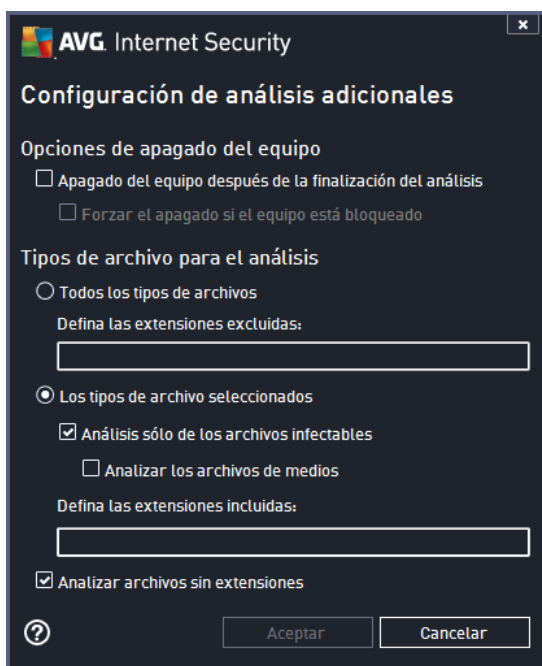 AVG. Internet Security
Configuración de análisis adicionales
Opciones de apagado del equipo
Apagado del equipo después de la finalización del análisis
Forzar el apagado si el equipo está bloqueado
Tipos de archivo para el análisis
Todos los tipos de archivos
Defina las extensiones excluidas:
Los tipos de archivo seleccionados
Análisis sólo de los archivos infectables
Analizar los archivos de medios
Defina las extensiones incluidas:
Analizar archivos sin extensiones
Aceptar
Cancelar